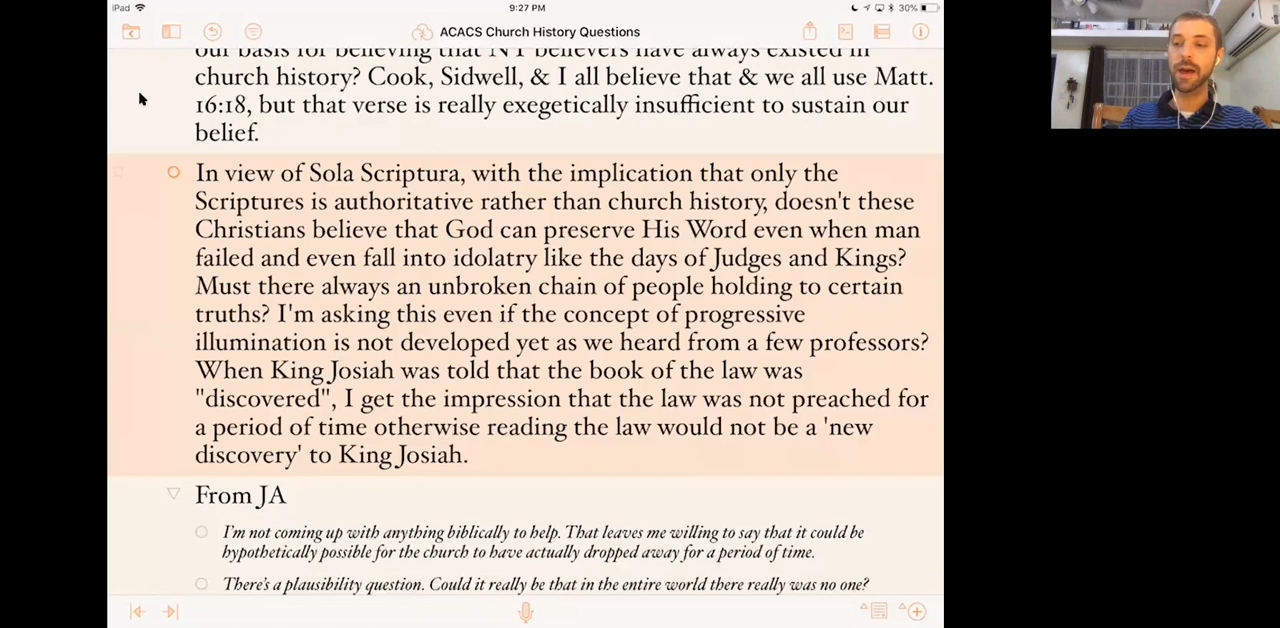 iPad
9:27 PM
30%
ACACS Church History Questions
our basis for believing that NT believers have always existed in
church history? Cook, Sidwell, & I all believe that & we all use Matt.
16:18, but that verse is really exegetically insufficient to sustain our
belief.
In view of Sola Scriptura, with the implication that only the
Scriptures is authoritative rather than church history, doesn't these
Christians believe that God can preserve His Word even when man
failed and even fall into idolatry like the days of Judges and Kings?
Must there always an unbroken chain of people holding to certain
truths? I'm asking this even if the concept of progressive
illumination is not developed yet as we heard from a few professors?
When King Josiah was told that the book of the law was
"discovered", I get the impression that the law was not preached for
a period of time otherwise reading the law would not be a 'new
discovery' to King Josiah.
From JA
I'm not coming up with anything biblically to help. That leaves me willing to say that it could be
hypothetically possible for the church to have actually dropped away for a period of time.
There's a plausibility question. Could it really be that in the entire world there really was no one?